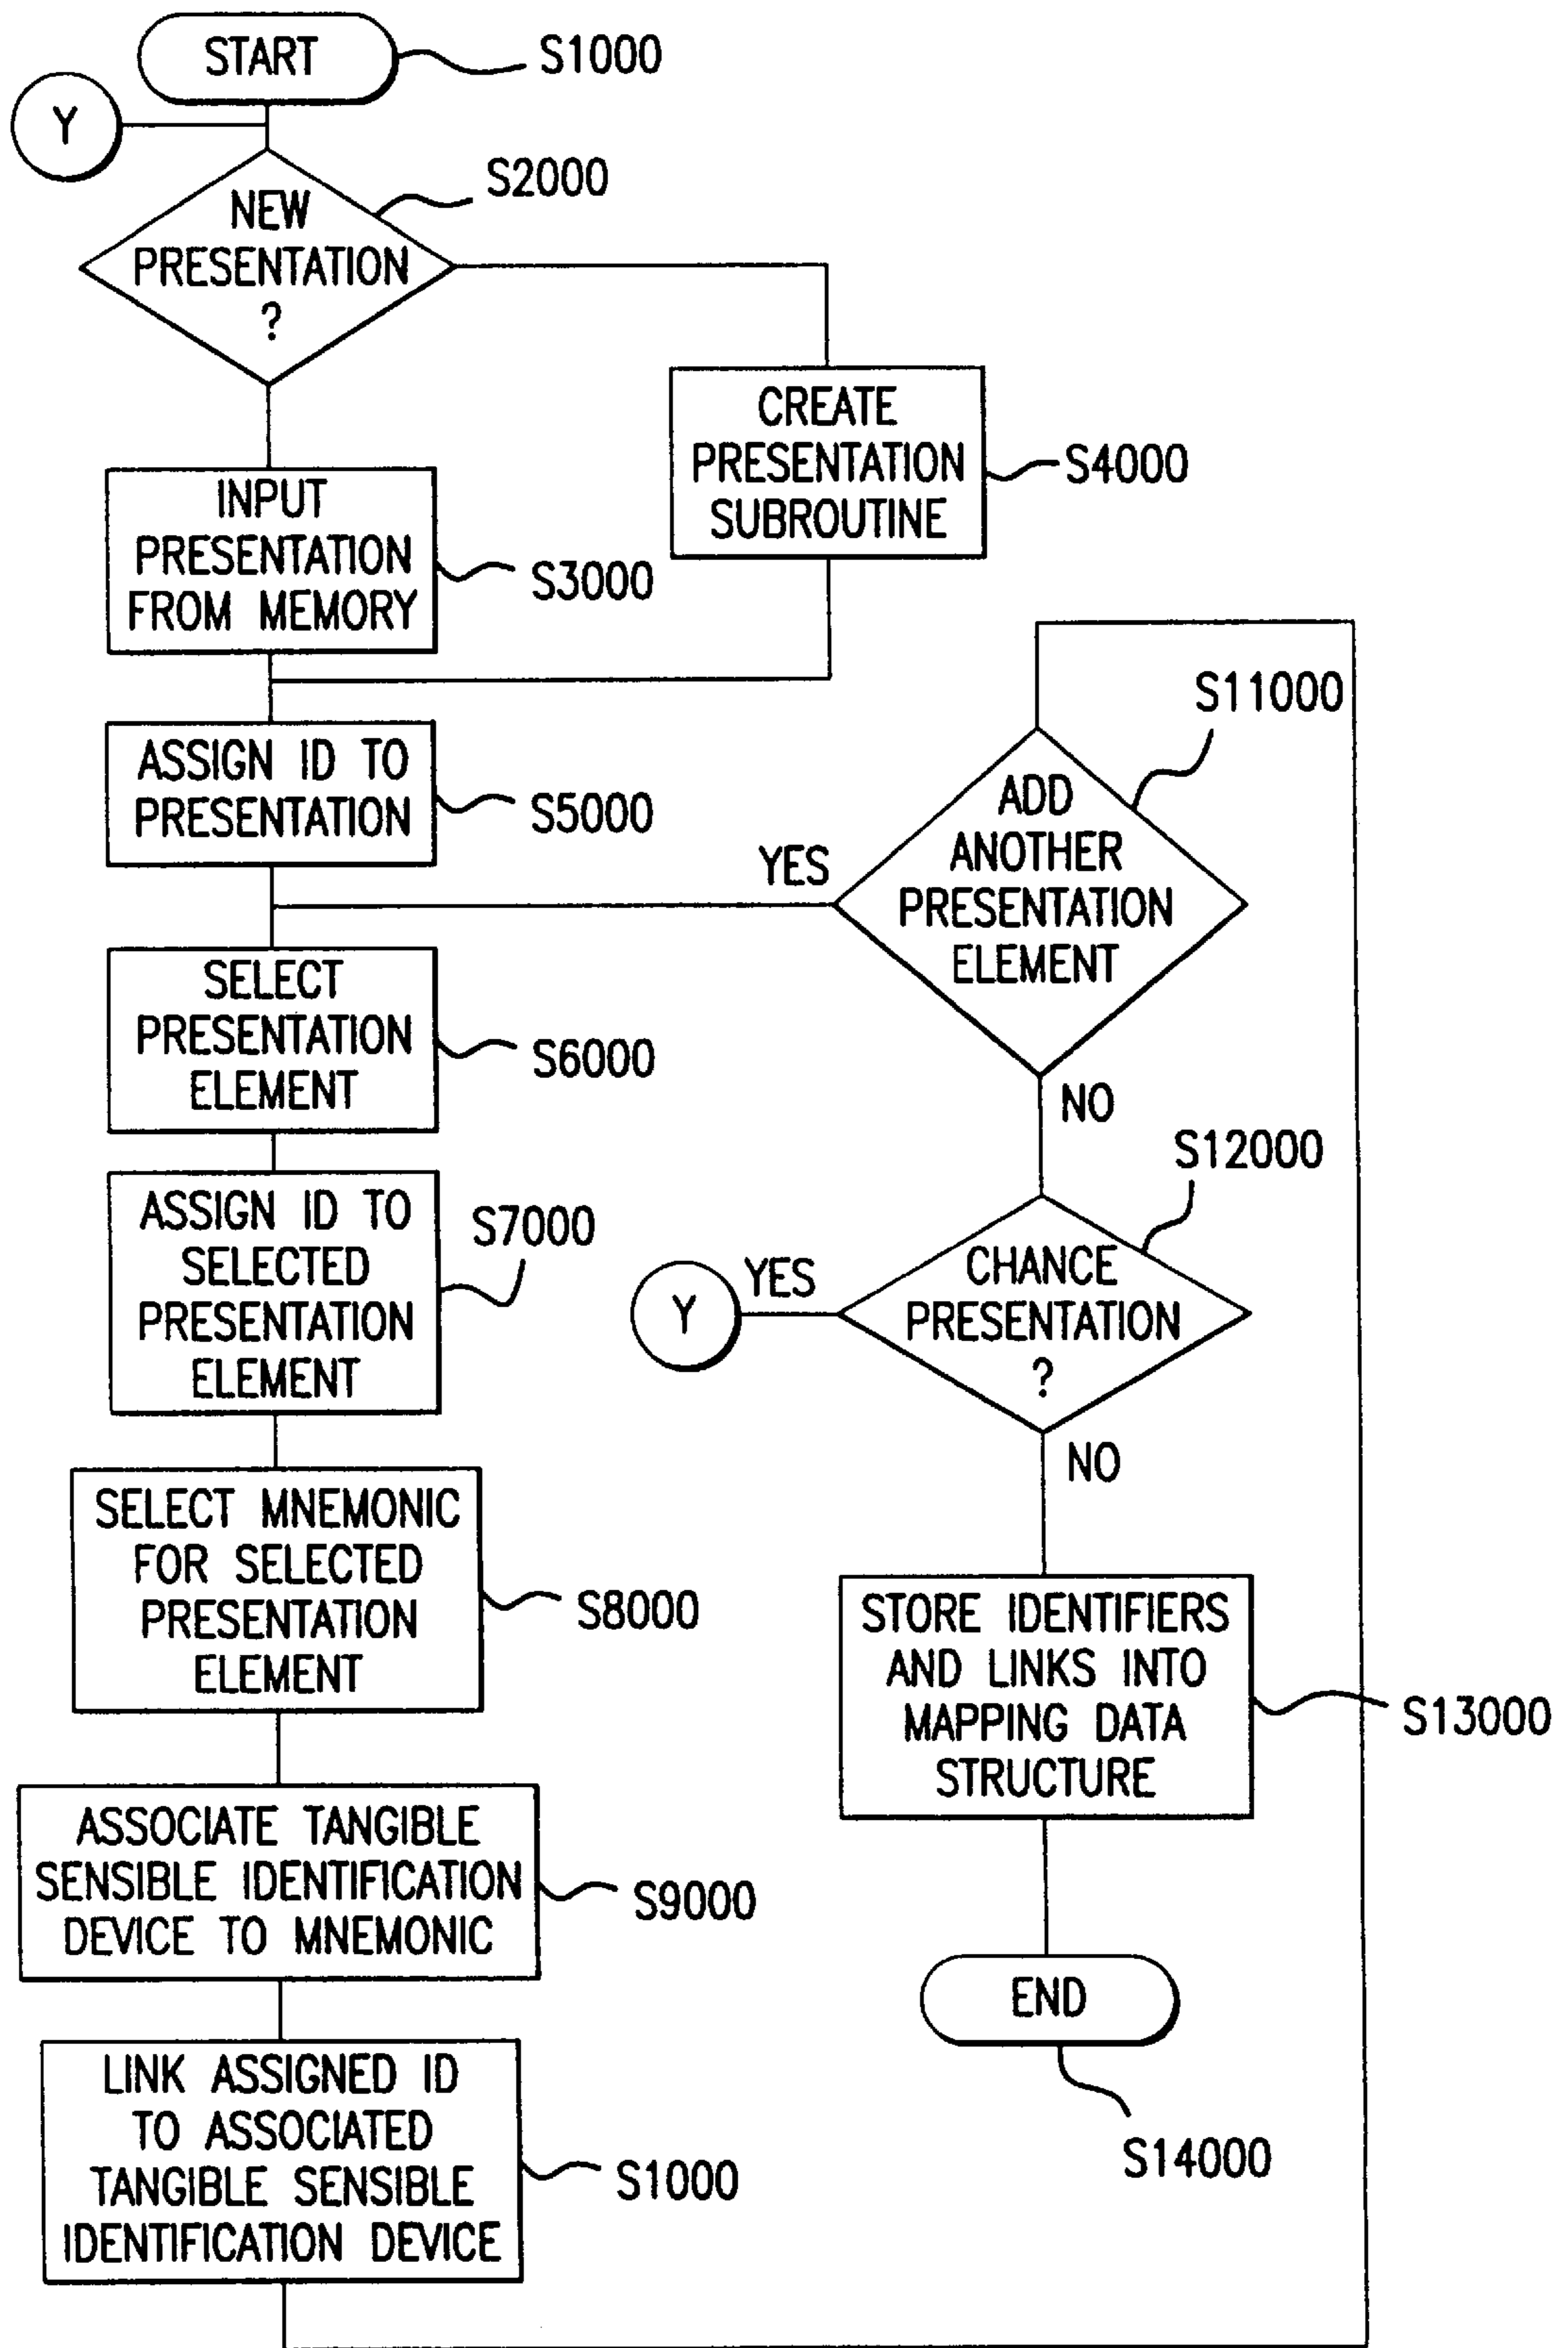 START
S1000
Y
S2000
NEW
PRESENTATION
?
CREATE
PRESENTATION
SUBROUTINE
S4000
INPUT
PRESENTATION
FROM MEMORY
S3000
ASSIGN ID TO
PRESENTATION
S5000
S11000
ADD
ANOTHER
PRESENTATION
ELEMENT
YES
NO
SELECT
PRESENTATION
ELEMENT
S6000
ASSIGN ID TO
SELECTED
PRESENTATION
ELEMENT
S7000
S12000
CHANCE
PRESENTATION
?
YES
Y
NO
SELECT MNEMONIC
FOR SELECTED
PRESENTATION
ELEMENT
S8000
STORE IDENTIFIERS
AND LINKS INTO
MAPPING DATA
STRUCTURE
S13000
ASSOCIATE TANGIBLE
SENSIBLE IDENTIFICATION
DEVICE TO MNEMONIC
S9000
END
S14000
LINK ASSIGNED ID
TO ASSOCIATED
TANGIBLE SENSIBLE
IDENTIFICATION DEVICE
S1000